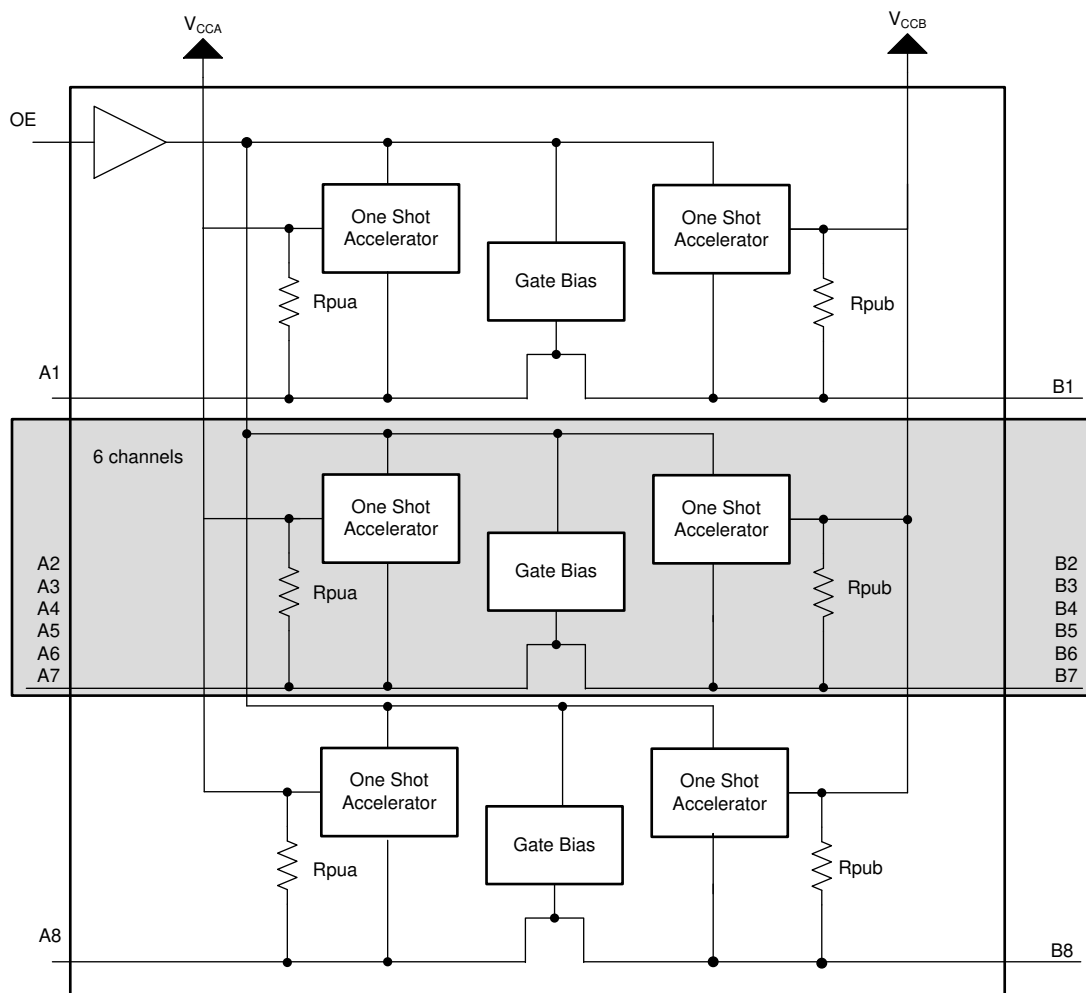 VCCA
VCCB
OE
One Shot
Accelerator
One Shot
Accelerator
Gate Bias
Rpua
Rpub
A1
B1
6 channels
One Shot
Accelerator
One Shot
Accelerator
Gate Bias
Rpua
Rpub
A2
A3
A4
A5
A6
A7
B2
B3
B4
B5
B6
B7
One Shot
Accelerator
One Shot
Accelerator
Gate Bias
Rpua
Rpub
A8
B8